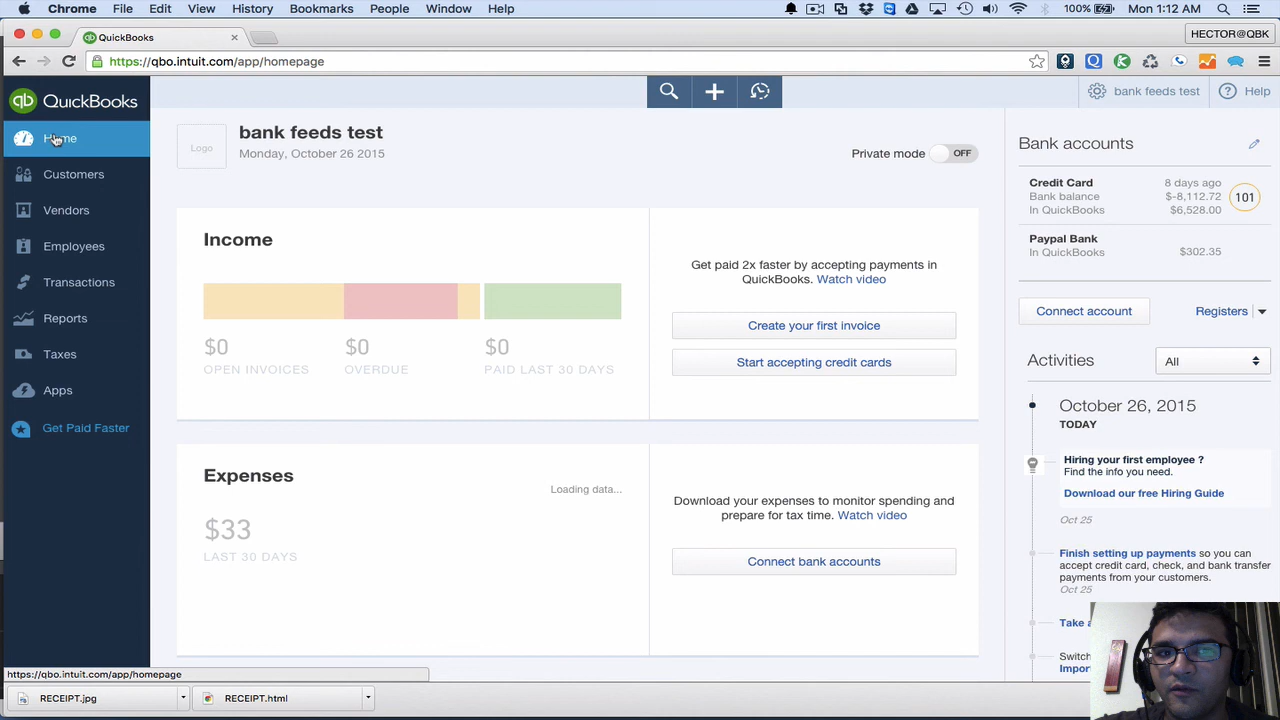 Chrome File Edit View History Bookmarks People Window Help 100% Mon 1:12 AM
QuickBooks
HECTOR@QBK
https://qbo.intuit.com/app/homepage
qb QuickBooks
bank feeds test
Help
Home
Customers
Vendors
Employees
Transactions
Reports
Taxes
Apps
Get Paid Faster
Logo
bank feeds test
Monday, October 26 2015
Private mode OFF
Income
$0
OPEN INVOICES
$0
OVERDUE
$0
PAID LAST 30 DAYS
Get paid 2x faster by accepting payments in
QuickBooks. Watch video
Create your first invoice
Start accepting credit cards
Expenses
Loading data...
$33
LAST 30 DAYS
Download your expenses to monitor spending and
prepare for tax time. Watch video
Connect bank accounts
Bank accounts
Credit Card 8 days ago
Bank balance $-8,112.72
In QuickBooks $6,528.00
101
Paypal Bank
In QuickBooks $302.35
Connect account
Registers
Activities
All
October 26, 2015
TODAY
Hiring your first employee ?
Find the info you need.
Download our free Hiring Guide
Oct 25
Finish setting up payments so you can
accept credit card, check, and bank transfer
payments from your customers.
Oct 25
https://qbo.intuit.com/app/homepage
RECEIPT.jpg
RECEIPT.html